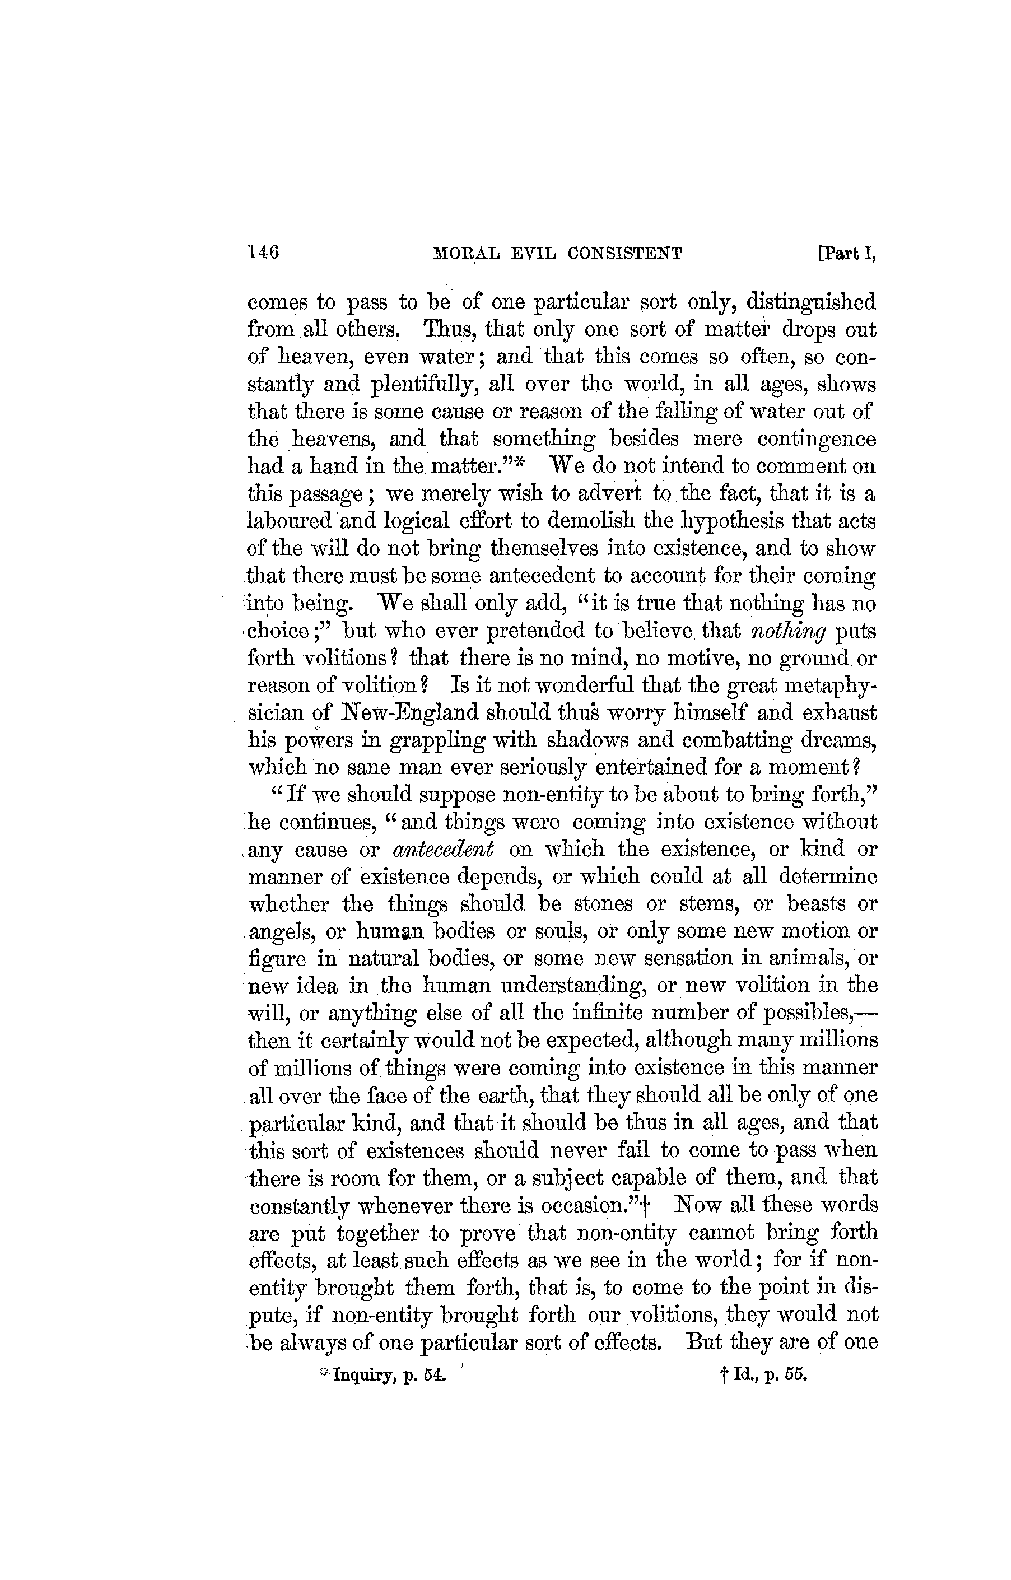 146 MORAL EVIL CONSISTENT [Part I,
comes to pass to be of one particular sort only, distinguished
from all others. Thus, that only one sort of matter drops out
of heaven, even water; and that this comes so often, so con-
stantly and plentifully, all over the world, in all ages, shows
that there is some cause or reason of the falling of water out of
the heavens, and that something besides mere contingence
had a hand in the matter.”* We do not intend to comment on
this passage; we merely wish to advert to the fact, that it is a
laboured and logical effort to demolish the hypothesis that acts
of the will do not bring themselves into existence, and to show
that there must be some antecedent to account for their coming
into being. We shall only add, “it is true that nothing has no
choice;” but who ever pretended to believe that nothing puts
forth volitions? that there is no mind, no motive, no ground or
reason of volition? Is it not wonderful that the great metaphy-
sician of New-England should thus worry himself and exhaust
his powers in grappling with shadows and combatting dreams,
which no sane man ever seriously entertained for a moment?
“If we should suppose non-entity to be about to bring forth,”
he continues, “and things were coming into existence without
any cause or antecedent on which the existence, or kind or
manner of existence depends, or which could at all determine
whether the things should be stones or stems, or beasts or
angels, or human bodies or souls, or only some new motion or
figure in natural bodies, or some new sensation in animals, or
new idea in the human understanding, or new volition in the
will, or anything else of all the infinite number of possibles,—
then it certainly would not be expected, although many millions
of millions of things were coming into existence in this manner
all over the face of the earth, that they should all be only of one
particular kind, and that it should be thus in all ages, and that
this sort of existences should never fail to come to pass when
there is room for them, or a subject capable of them, and that
constantly whenever there is occasion.”† Now all these words
are put together to prove that non-entity cannot bring forth
effects, at least such effects as we see in the world; for if non-
entity brought them forth, that is, to come to the point in dis-
pute, if non-entity brought forth our volitions, they would not
be always of one particular sort of effects. But they are of one
* Inquiry, p. 54. † Id., p. 55.